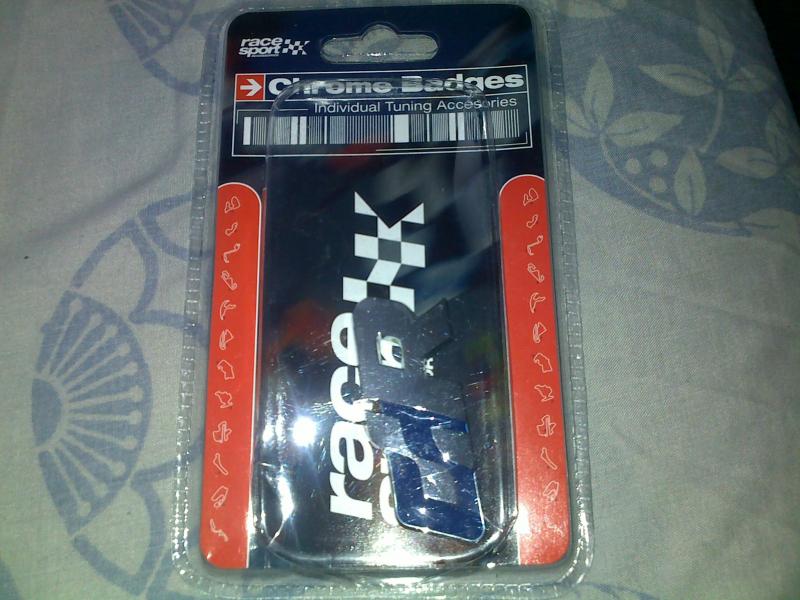 race
sport
Chrome Badges
Individual Tuning Accesories
race